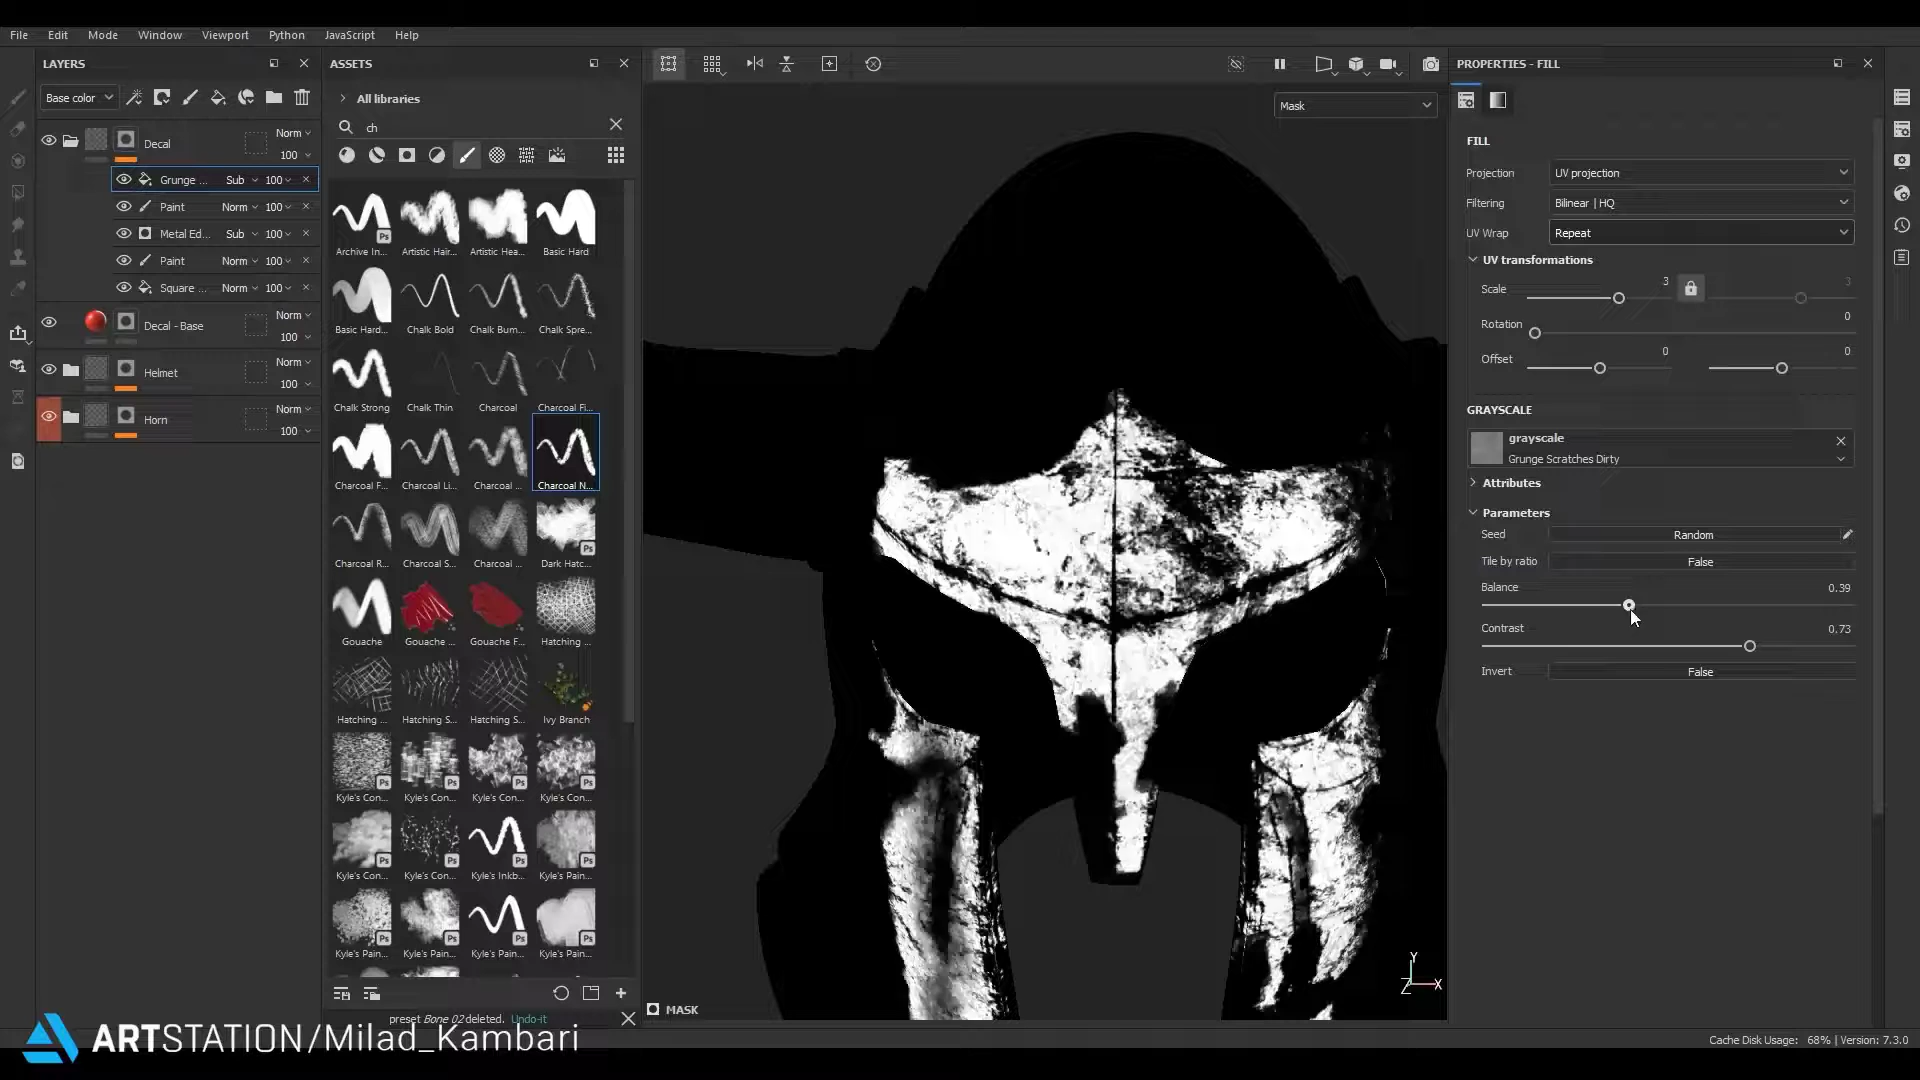 File Edit Mode Window Viewport Python JavaScript Help
LAYERS
Base color
Decal Norm 100
Grunge ... Sub 100
Paint Norm 100
Metal Ed... Sub 100
Paint Norm 100
Square ... Norm 100
Decal - Base Norm 100
Helmet Norm 100
Horn Norm 100
ASSETS
All libraries
ch
Archive In... Artistic Hair... Artistic Hea... Basic Hard
Basic Hard... Chalk Bold Chalk Bum... Chalk Spre...
Chalk Strong Chalk Thin Charcoal Charcoal Fi...
Charcoal F... Charcoal Li... Charcoal ... Charcoal N...
Charcoal R... Charcoal S... Charcoal ... Dark Hatc...
Gouache Gouache ... Gouache F... Hatching ...
Hatching ... Hatching S... Hatching S... Ivy Branch
Kyle's Con... Kyle's Con... Kyle's Con... Kyle's Con...
Kyle's Con... Kyle's Con... Kyle's Inkb... Kyle's Pain...
Kyle's Pain... Kyle's Pain... Kyle's Pain... Kyle's Pain...
preset Bone 02 deleted. Undo-it
Mask
MASK
Y
Z X
PROPERTIES - FILL
FILL
Projection UV projection
Filtering Bilinear | HQ
UV Wrap Repeat
UV transformations
Scale 3 3
Rotation 0
Offset 0 0
GRAYSCALE
grayscale
Grunge Scratches Dirty
Attributes
Parameters
Seed Random
Tile by ratio False
Balance 0.39
Contrast 0.73
Invert False
ARTSTATION/Milad_Kambari
Cache Disk Usage: 68% | Version: 7.3.0